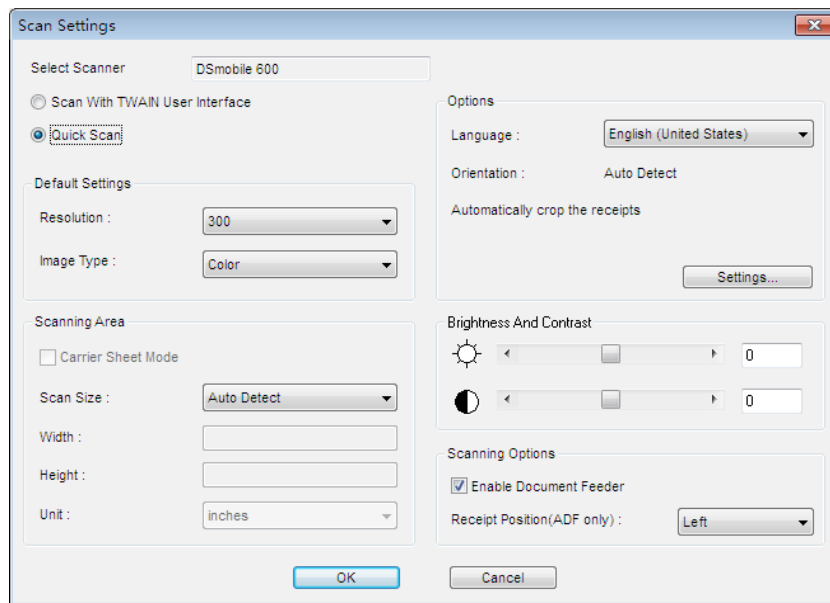 Scan Settings
Select Scanner DSmobile 600
Scan With TWAIN User Interface
Quick Scan
Default Settings
Resolution : 300
Image Type : Color
Scanning Area
Carrier Sheet Mode
Scan Size : Auto Detect
Width :
Height :
Unit : inches
Options
Language : English (United States)
Orientation : Auto Detect
Automatically crop the receipts
Settings...
Brightness And Contrast
0
0
Scanning Options
Enable Document Feeder
Receipt Position(ADF only) : Left
OK Cancel